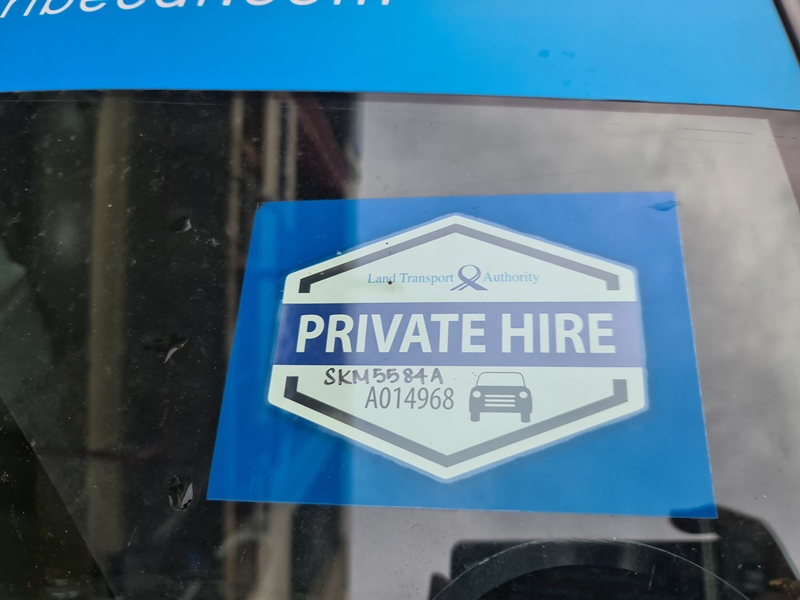 Land Transport Authority
PRIVATE HIRE
SKM5584A
A014968